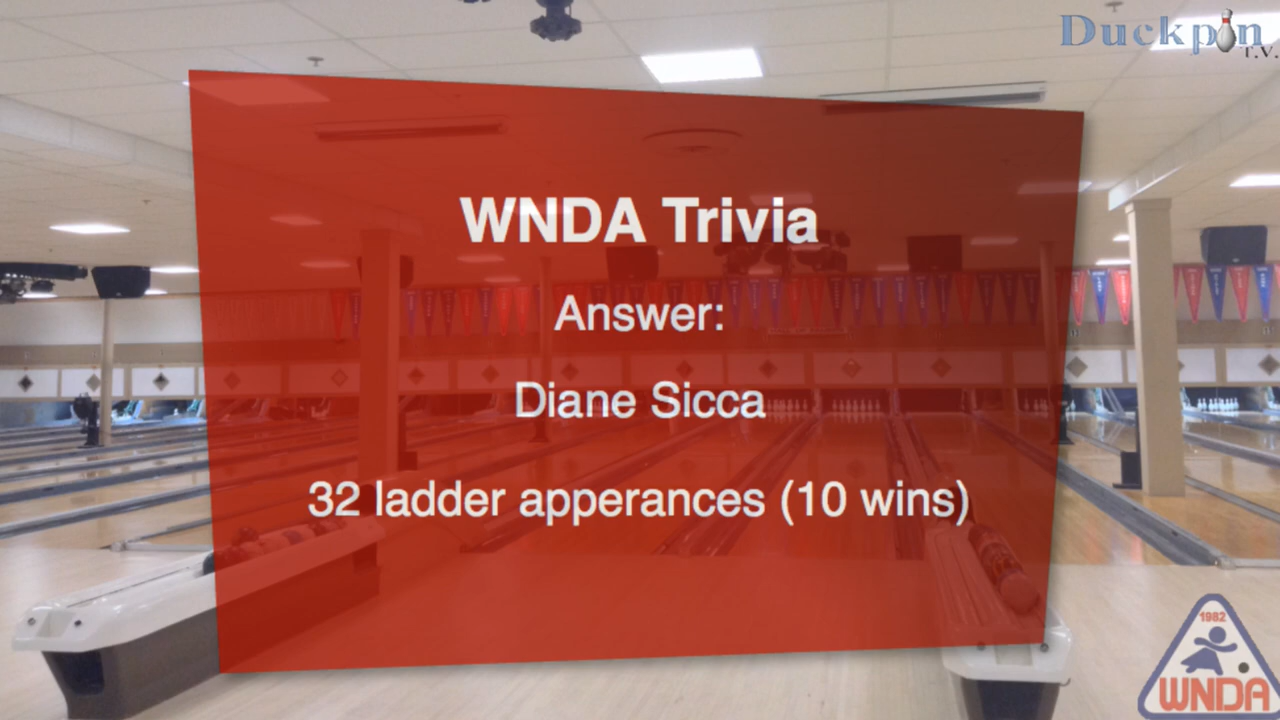 Duckpin
T.V.
WNDA Trivia
Answer:
Diane Sicca
32 ladder apperances (10 wins)
1982
WNDA